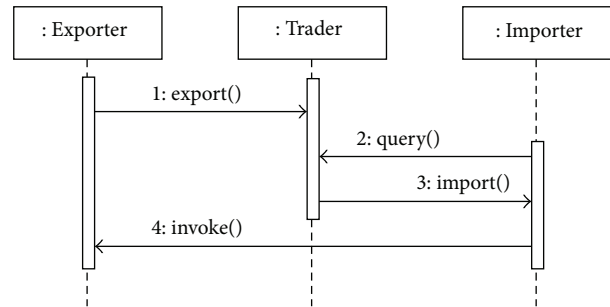 : Exporter
: Trader
: Importer
1: export()
2: query()
3: import()
4: invoke()